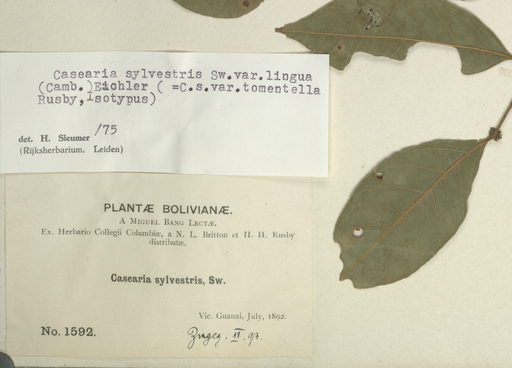 Casearia sylvestris Sw.var.lingua
(Camb.)Eichler ( =C.s.var.tomentella
Rusby, Isotypus)
det. H. Sleumer /75
(Rijksherbarium, Leiden)
PLANTÆ BOLIVIANÆ.
A MIGUEL BANG LECTÆ.
Ex. Herbario Collegii Columbiæ, a N. L. Britton et H. H. Rusby
distributæ.
Casearia sylvestris, Sw.
Vic. Guanai, July, 1892.
No. 1592.